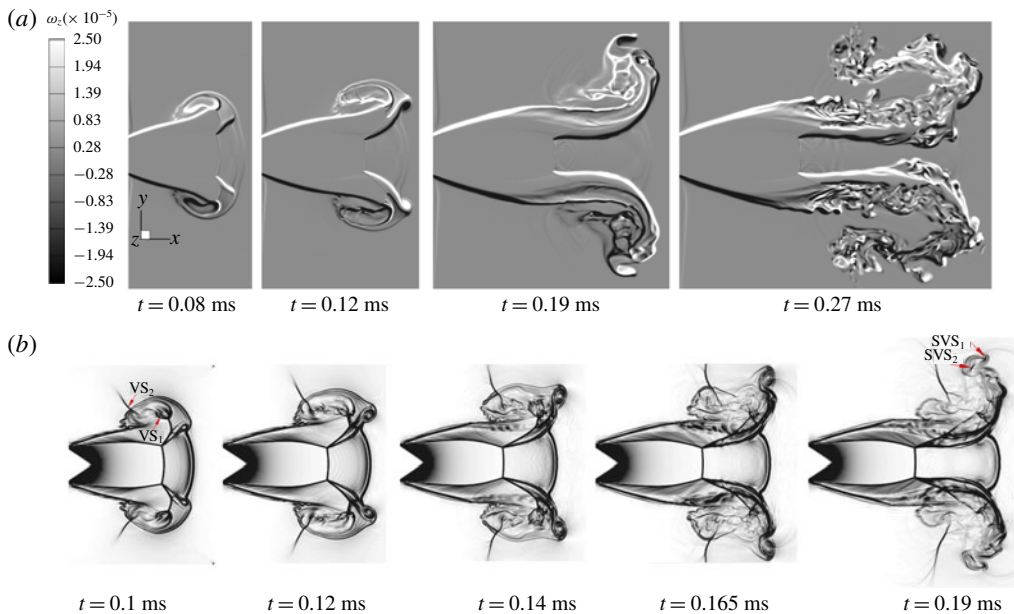 (a)
ω_z(× 10⁻⁵)
2.50
1.94
1.39
0.83
0.28
−0.28
−0.83
−1.39
−1.94
−2.50
y
z x
t = 0.08 ms
t = 0.12 ms
t = 0.19 ms
t = 0.27 ms
(b)
VS₂
VS₁
SVS₁
SVS₂
t = 0.1 ms
t = 0.12 ms
t = 0.14 ms
t = 0.165 ms
t = 0.19 ms